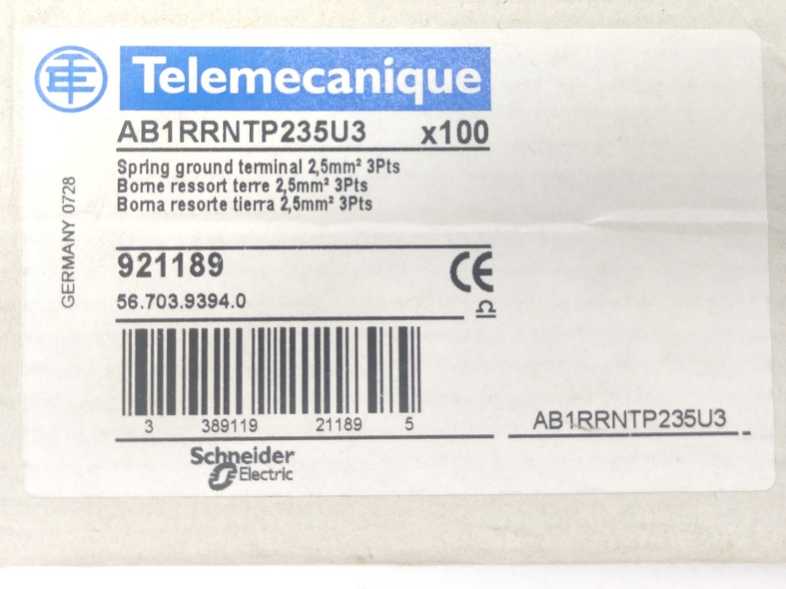 Telemecanique
AB1RRNTP235U3 x100
Spring ground terminal 2,5mm² 3Pts
Borne ressort terre 2,5mm² 3Pts
Borna resorte tierra 2,5mm² 3Pts
GERMANY 0728
921189
CE
56.703.9394.0
Ω
3 389119 21189 5
AB1RRNTP235U3
Schneider
Electric